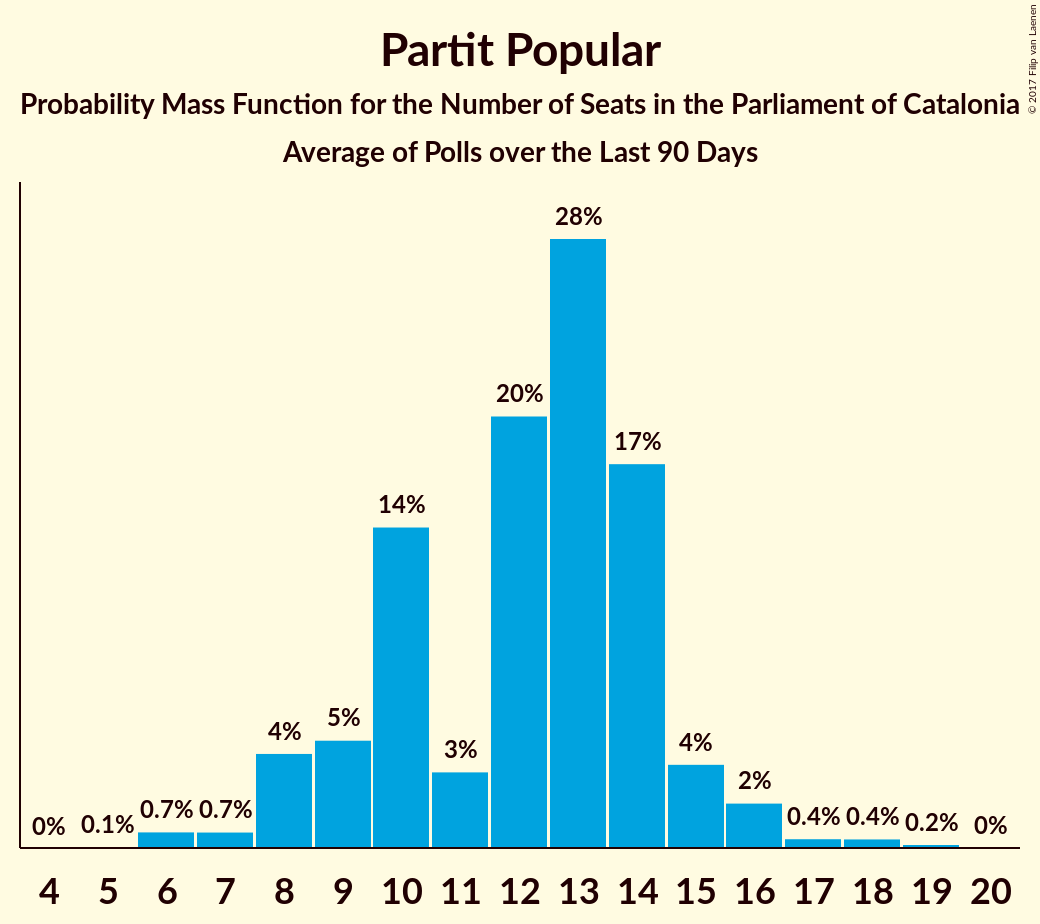 Partit Popular
Probability Mass Function for the Number of Seats in the Parliament of Catalonia
Average of Polls over the Last 90 Days
© 2017 Filip van Laenen
0% 0.1% 0.7% 0.7% 4% 5% 14% 3% 20% 28% 17% 4% 2% 0.4% 0.4% 0.2% 0%
4 5 6 7 8 9 10 11 12 13 14 15 16 17 18 19 20